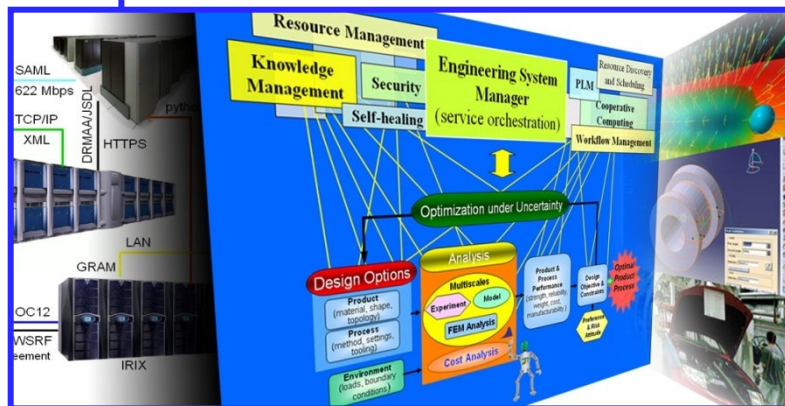 SAML
622 Mbps
TCP/IP
XML
DRMAA/JSDL
HTTPS
python
LAN
GRAM
OC12
WSRF
eement
IRIX
Resource Management
Knowledge
Management
Security
Self-healing
Engineering System
Manager
(service orchestration)
PLM
Resource Discovery
and Scheduling
Cooperative
Computing
Workflow Management
Optimization under Uncertainty
Design Options
Product
(material, shape,
topology)
Process
(method, settings,
tooling)
Environment
(loads, boundary
conditions)
Analysis
Multiscales
Experiment
Model
FEM Analysis
Cost Analysis
Product &
Process
Performance
(strength, reliability,
weight, cost,
manufacturability)
Design
Objective &
Constraints
Preference
& Risk
Attitude
Optimal
Product
Process